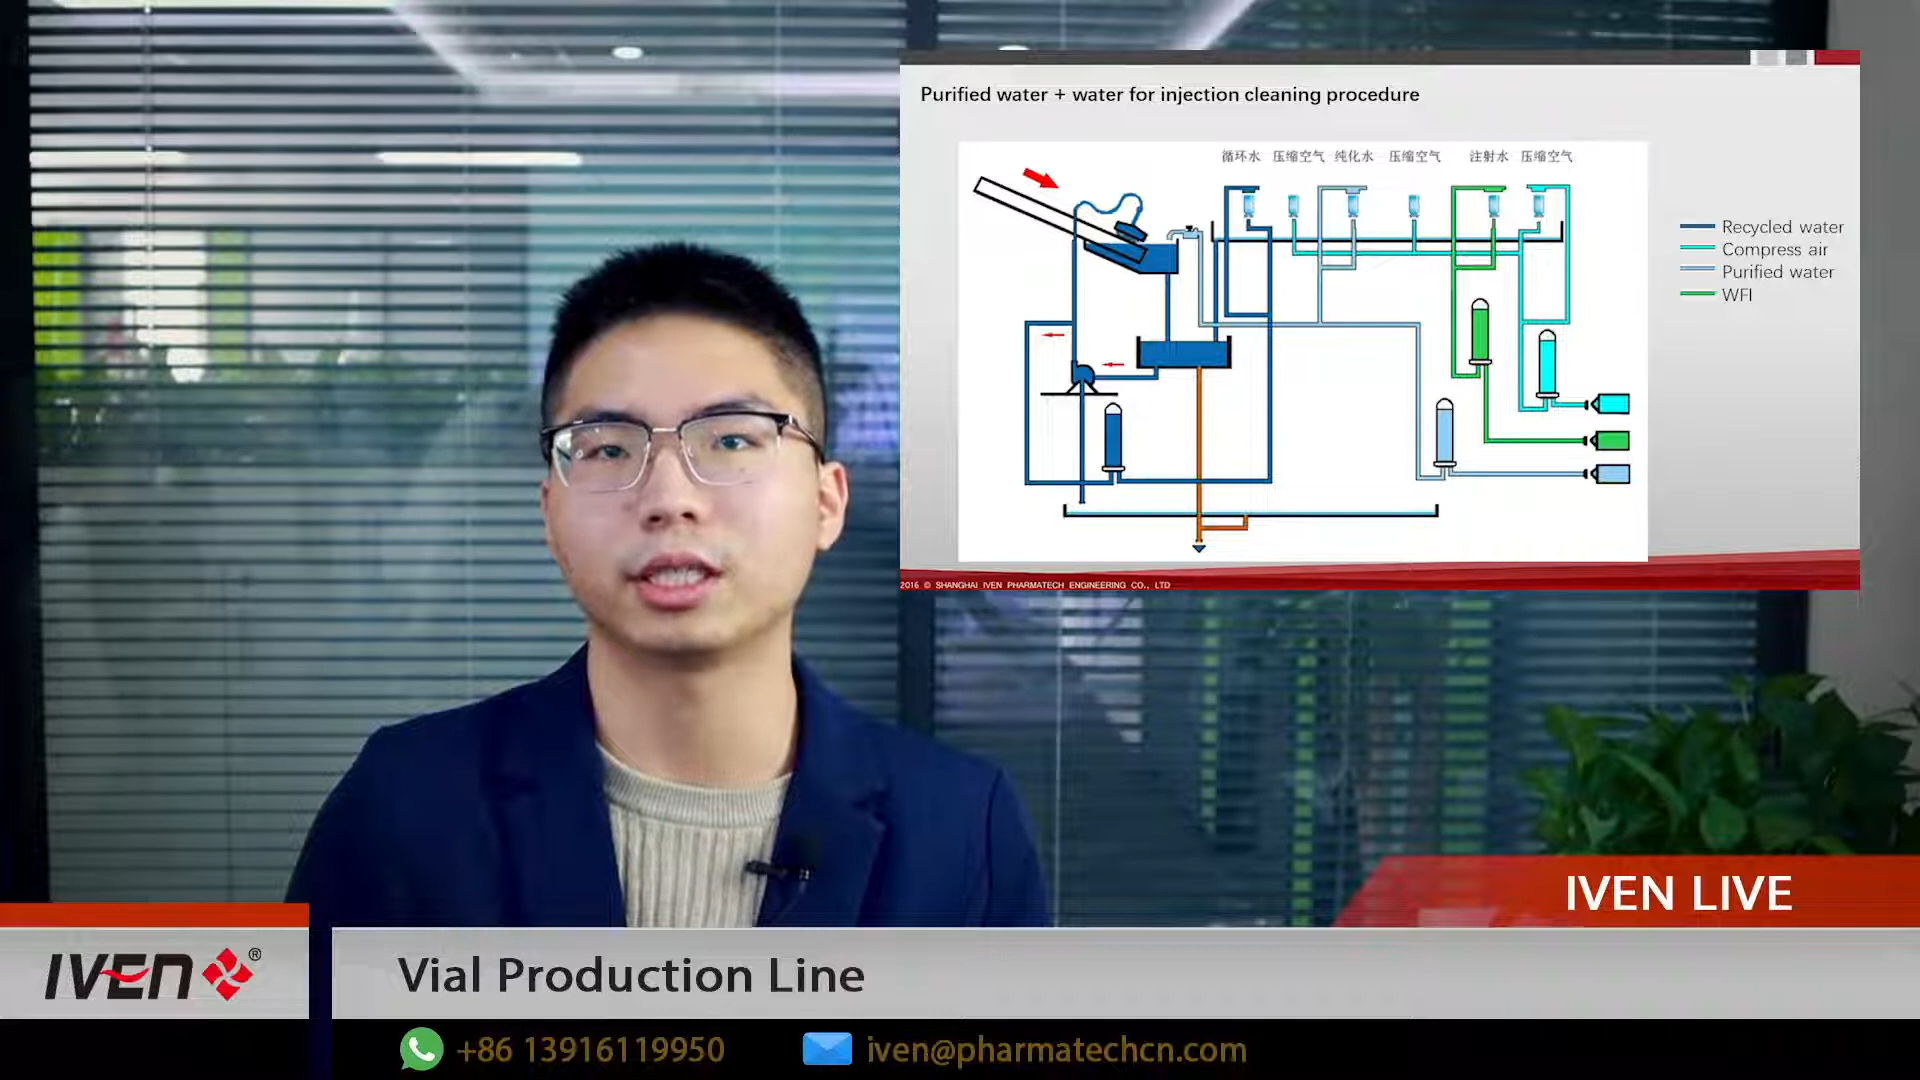 Purified water + water for injection cleaning procedure
循环水 压缩空气 纯化水 压缩空气 注射水 压缩空气
Recycled water
Compress air
Purified water
WFI
2016 © SHANGHAI IVEN PHARMATECH ENGINEERING CO., LTD
IVEN LIVE
IVEN ®
Vial Production Line
+86 13916119950 iven@pharmatechcn.com